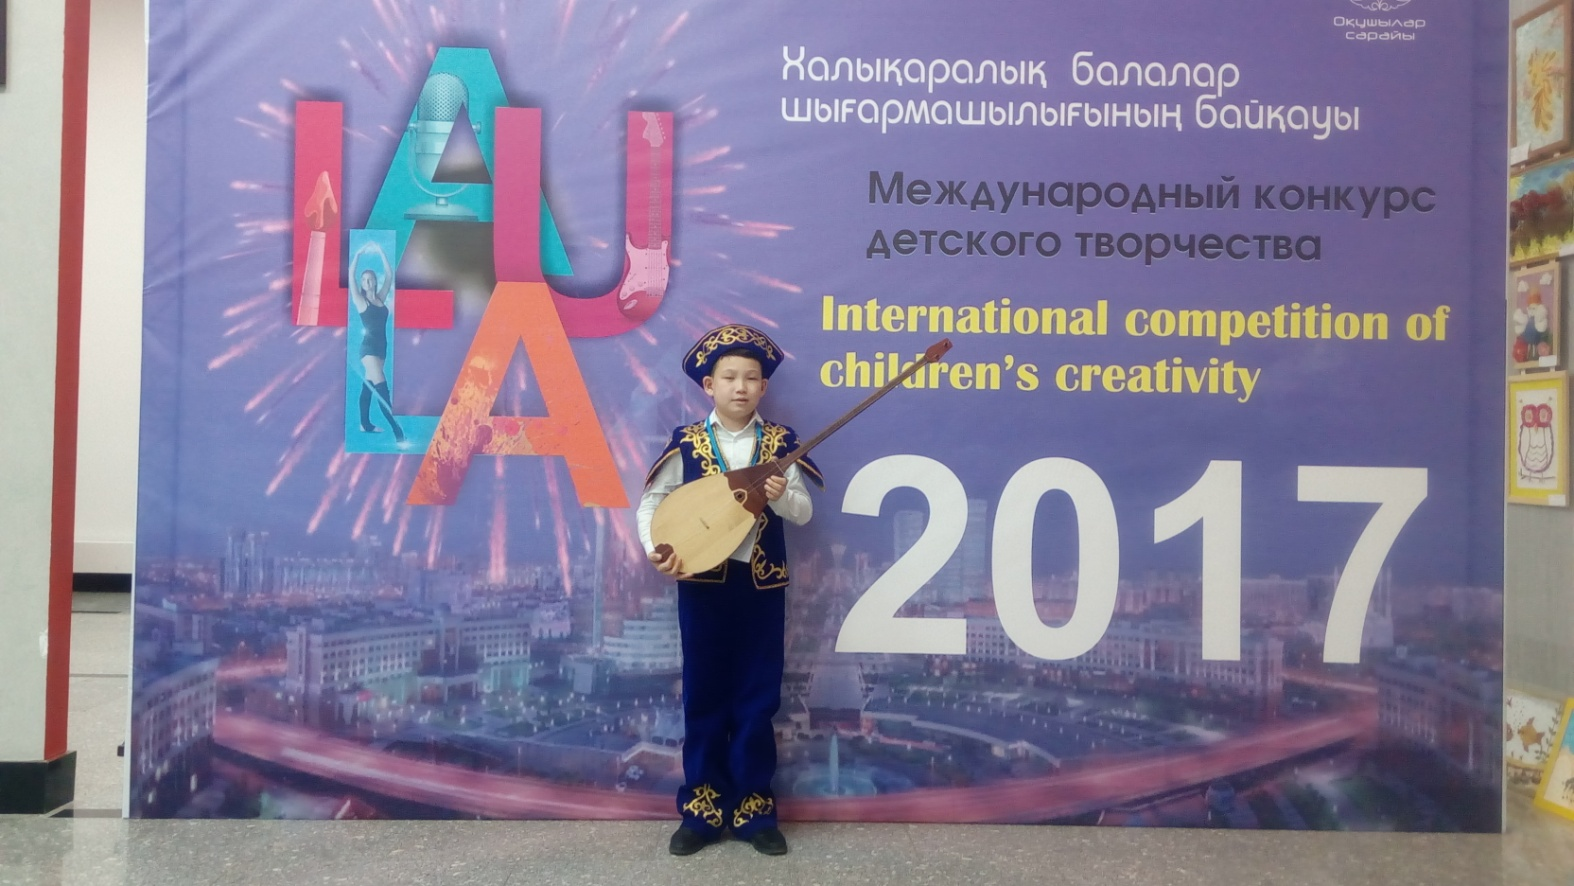 Оқушылар
сарайы
LAULA
Халықаралық балалар
шығармашылығының байқауы
Международный конкурс
детского творчества
International competition of
children's creativity
2017